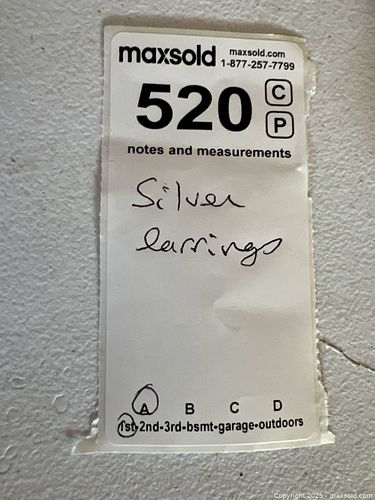 maxsold maxsold.com
1-877-257-7799
520 C
P
notes and measurements
Silver
earrings
A B C D
1st-2nd-3rd-bsmt-garage-outdoors
Copyright 2025 - maxsold.com